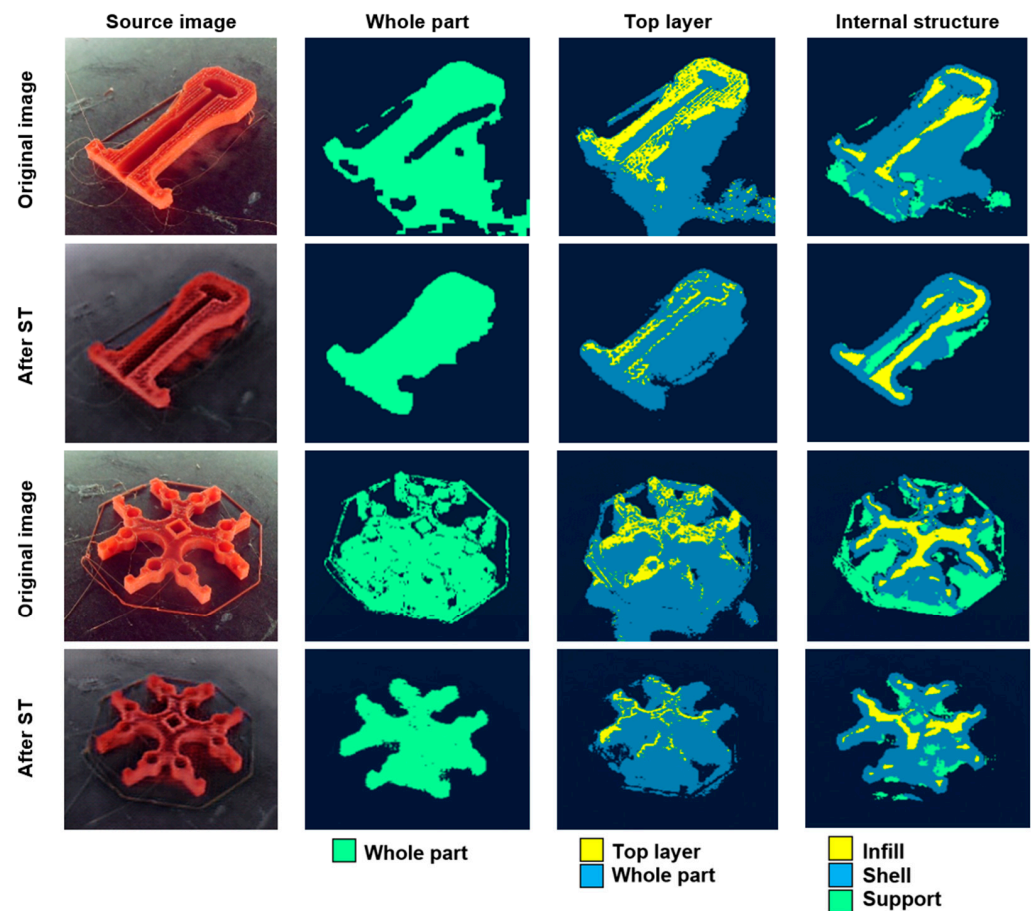 Source image
Whole part
Top layer
Internal structure
Original image
After ST
Original image
After ST
Whole part
Top layer
Whole part
Infill
Shell
Support